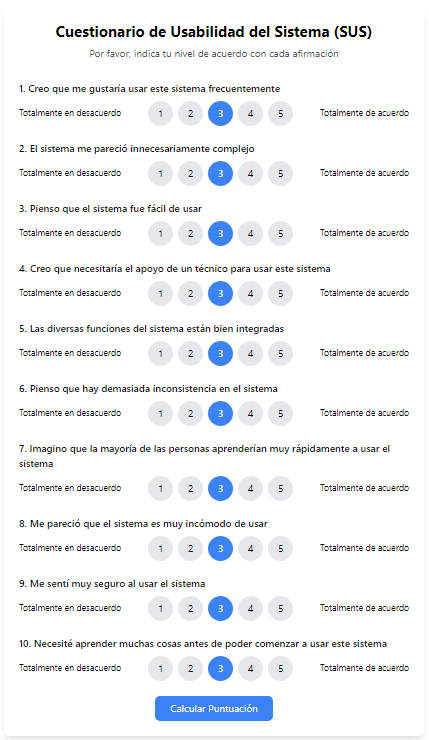 Cuestionario de Usabilidad del Sistema (SUS)
Por favor, indica tu nivel de acuerdo con cada afirmación
1. Creo que me gustaría usar este sistema frecuentemente
Totalmente en desacuerdo 1 2 3 4 5 Totalmente de acuerdo
2. El sistema me pareció innecesariamente complejo
Totalmente en desacuerdo 1 2 3 4 5 Totalmente de acuerdo
3. Pienso que el sistema fue fácil de usar
Totalmente en desacuerdo 1 2 3 4 5 Totalmente de acuerdo
4. Creo que necesitaría el apoyo de un técnico para usar este sistema
Totalmente en desacuerdo 1 2 3 4 5 Totalmente de acuerdo
5. Las diversas funciones del sistema están bien integradas
Totalmente en desacuerdo 1 2 3 4 5 Totalmente de acuerdo
6. Pienso que hay demasiada inconsistencia en el sistema
Totalmente en desacuerdo 1 2 3 4 5 Totalmente de acuerdo
7. Imagino que la mayoría de las personas aprenderían muy rápidamente a usar el
sistema
Totalmente en desacuerdo 1 2 3 4 5 Totalmente de acuerdo
8. Me pareció que el sistema es muy incómodo de usar
Totalmente en desacuerdo 1 2 3 4 5 Totalmente de acuerdo
9. Me sentí muy seguro al usar el sistema
Totalmente en desacuerdo 1 2 3 4 5 Totalmente de acuerdo
10. Necesité aprender muchas cosas antes de poder comenzar a usar este sistema
Totalmente en desacuerdo 1 2 3 4 5 Totalmente de acuerdo
Calcular Puntuación